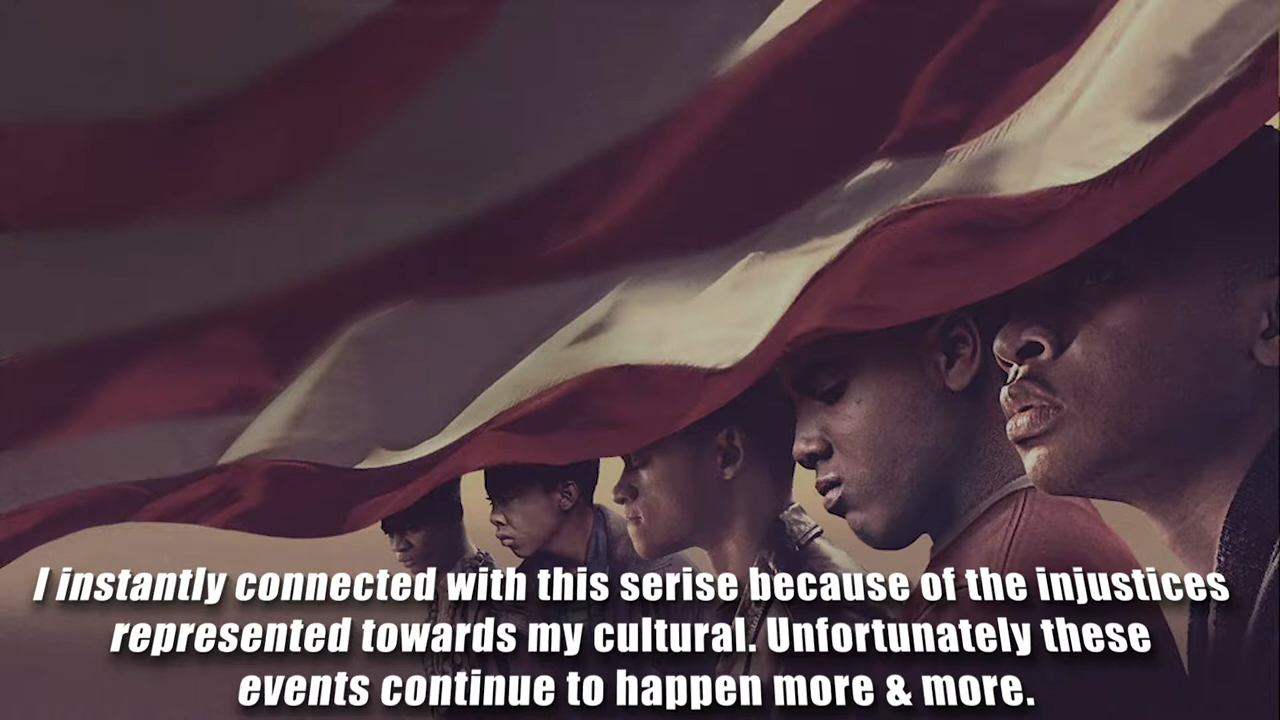 I instantly connected with this serise because of the injustices
represented towards my cultural. Unfortunately these
events continue to happen more & more.